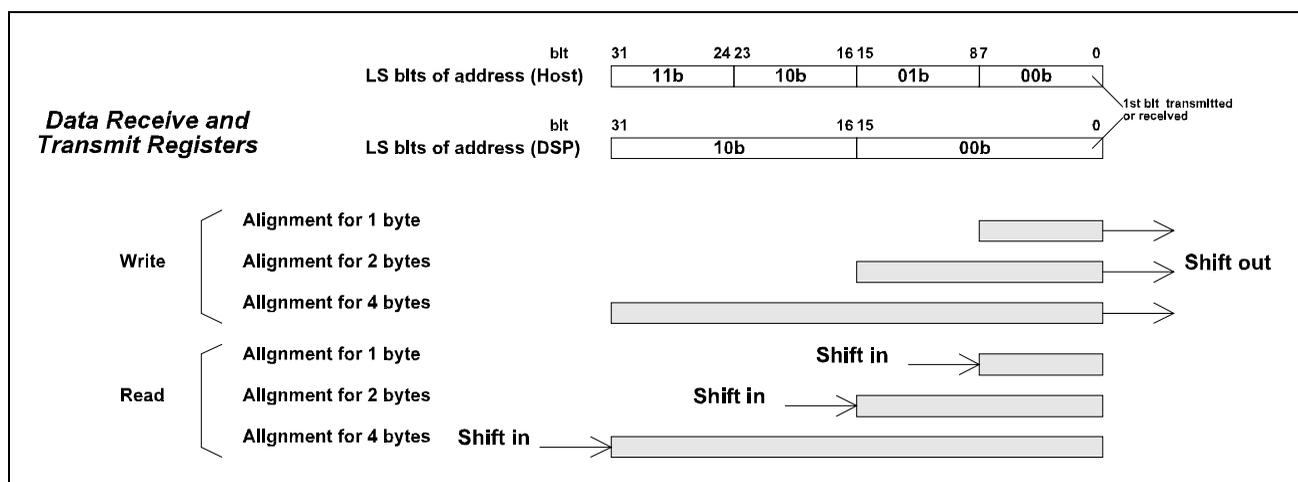 bit 31 24 23 16 15 87 0
LS bits of address (Host) 11b 10b 01b 00b
1st bit transmitted
or received
Data Receive and
Transmit Registers
bit 31 16 15 0
LS bits of address (DSP) 10b 00b
Write
Alignment for 1 byte
Alignment for 2 bytes
Alignment for 4 bytes
Shift out
Read
Alignment for 1 byte
Shift in
Alignment for 2 bytes
Shift in
Alignment for 4 bytes
Shift in